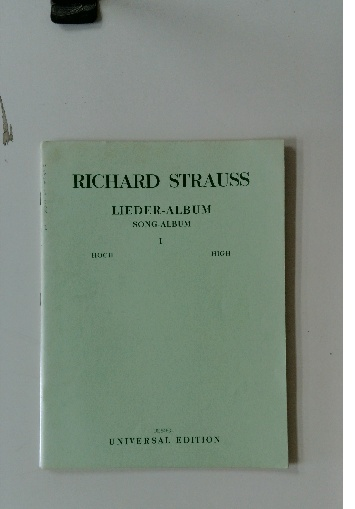 RICHARD STRAUSS
LIEDER-ALBUM
SONG-ALBUM
I
HOCH HIGH
UNIVERSAL EDITION